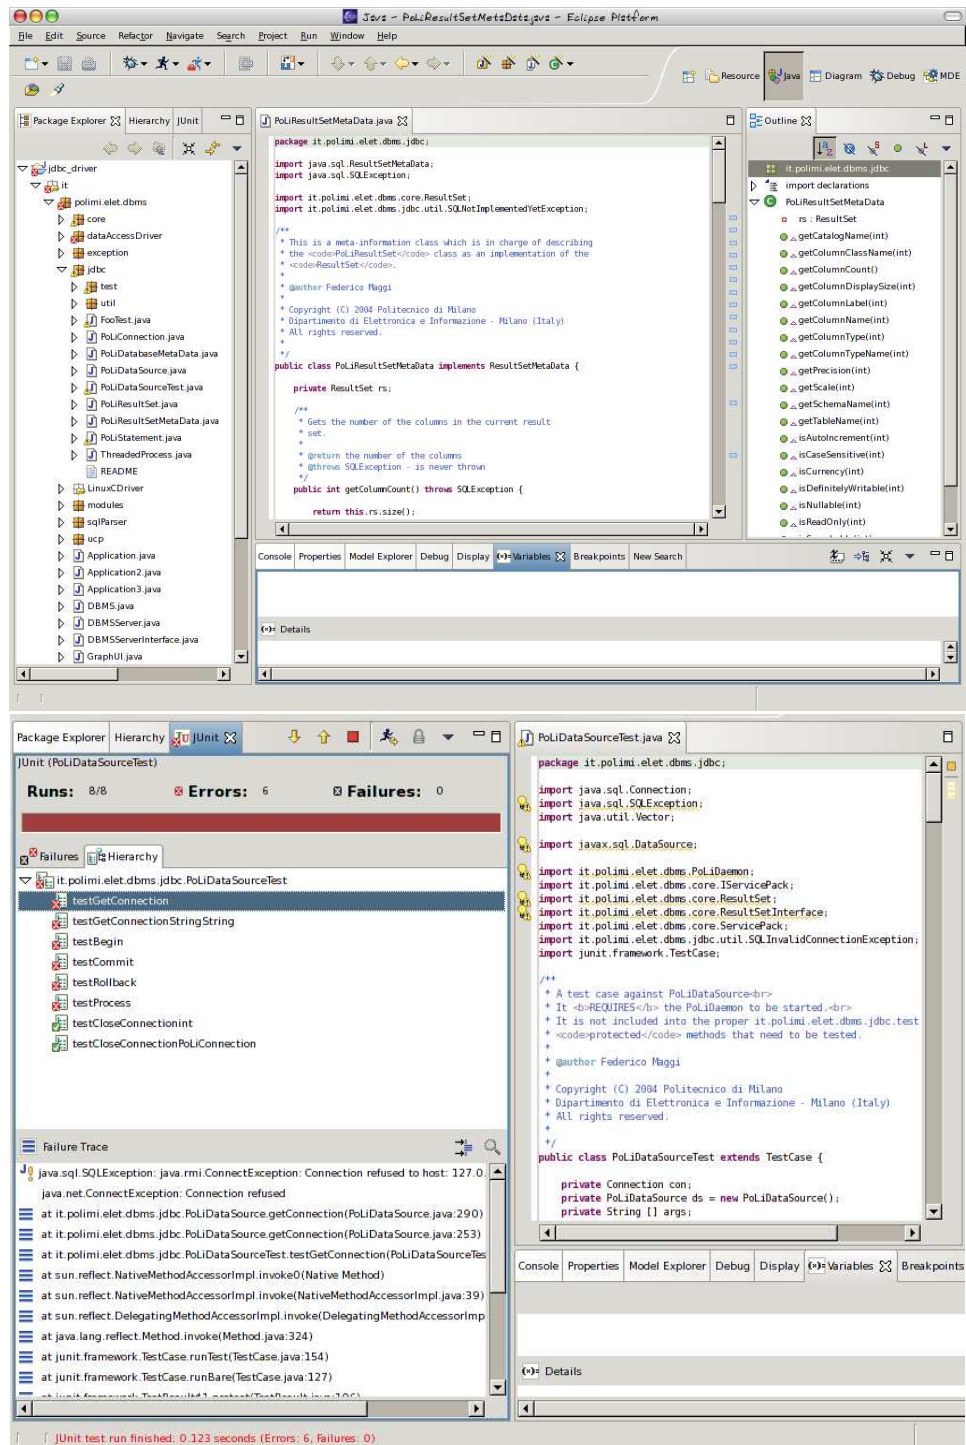 Java - PoLiResultSetMetaData.java - Eclipse Platform
File Edit Source Refactor Navigate Search Project Run Window Help
Resource Java Diagram Debug MDE
Package Explorer Hierarchy JUnit
jdbc_driver
it
polimi.elet.dbms
core
dataAccessDriver
exception
jdbc
test
util
FooTest.java
PoLiConnection.java
PoLiDatabaseMetaData.java
PoLiDataSource.java
PoLiDataSourceTest.java
PoLiResultSet.java
PoLiResultSetMetaData.java
PoLiStatement.java
ThreadedProcess.java
README
LinuxCDriver
modules
sqlParser
ucp
Application.java
Application2.java
Application3.java
DBMS.java
DBMSServer.java
DBMSServerInterface.java
GraphUI.java
PoLiResultSetMetaData.java
package it.polimi.elet.dbms.jdbc;
import java.sql.ResultSetMetaData;
import java.sql.SQLException;
import it.polimi.elet.dbms.core.ResultSet;
import it.polimi.elet.dbms.jdbc.util.SQLNotImplementedYetException;
/**
* This is a meta-information class which is in charge of describing
* the <code>PoLiResultSet</code> class as an implementation of the
* <code>ResultSet</code>.
*
* @author Federico Maggi
*
* Copyright (C) 2004 Politecnico di Milano
* Dipartimento di Elettronica e Informazione - Milano (Italy)
* All rights reserved.
*
*/
public class PoLiResultSetMetaData implements ResultSetMetaData {
private ResultSet rs;
/**
* Gets the number of the columns in the current result
* set.
*
* @return the number of the columns
* @throws SQLException - is never thrown
*/
public int getColumnCount() throws SQLException {
return this.rs.size();
Outline
it.polimi.elet.dbms.jdbc
import declarations
PoLiResultSetMetaData
rs : ResultSet
getCatalogName(int)
getColumnClassName(int)
getColumnCount()
getColumnDisplaySize(int)
getColumnLabel(int)
getColumnName(int)
getColumnType(int)
getColumnTypeName(int)
getPrecision(int)
getScale(int)
getSchemaName(int)
getTableName(int)
isAutoIncrement(int)
isCaseSensitive(int)
isCurrency(int)
isDefinitelyWritable(int)
isNullable(int)
isReadOnly(int)
Console Properties Model Explorer Debug Display (x)= Variables Breakpoints New Search
(x)= Details
Package Explorer Hierarchy JUnit
JUnit (PoLiDataSourceTest)
Runs: 8/8 Errors: 6 Failures: 0
Failures Hierarchy
it.polimi.elet.dbms.jdbc.PoLiDataSourceTest
testGetConnection
testGetConnectionStringString
testBegin
testCommit
testRollback
testProcess
testCloseConnectionint
testCloseConnectionPoLiConnection
Failure Trace
java.sql.SQLException: java.rmi.ConnectException: Connection refused to host: 127.0.
java.net.ConnectException: Connection refused
at it.polimi.elet.dbms.jdbc.PoLiDataSource.getConnection(PoLiDataSource.java:290)
at it.polimi.elet.dbms.jdbc.PoLiDataSource.getConnection(PoLiDataSource.java:253)
at it.polimi.elet.dbms.jdbc.PoLiDataSourceTest.testGetConnection(PoLiDataSourceTes
at sun.reflect.NativeMethodAccessorImpl.invoke0(Native Method)
at sun.reflect.NativeMethodAccessorImpl.invoke(NativeMethodAccessorImpl.java:39)
at sun.reflect.DelegatingMethodAccessorImpl.invoke(DelegatingMethodAccessorImp
at java.lang.reflect.Method.invoke(Method.java:324)
at junit.framework.TestCase.runTest(TestCase.java:154)
at junit.framework.TestCase.runBare(TestCase.java:127)
PoLiDataSourceTest.java
package it.polimi.elet.dbms.jdbc;
import java.sql.Connection;
import java.sql.SQLException;
import java.util.Vector;
import javax.sql.DataSource;
import it.polimi.elet.dbms.PoLiDaemon;
import it.polimi.elet.dbms.core.IServicePack;
import it.polimi.elet.dbms.core.ResultSet;
import it.polimi.elet.dbms.core.ResultSetInterface;
import it.polimi.elet.dbms.core.ServicePack;
import it.polimi.elet.dbms.jdbc.util.SQLInvalidConnectionException;
import junit.framework.TestCase;
/**
* A test case against PoLiDataSource<br>
* It <b>REQUIRES</b> the PoLiDaemon to be started.<br>
* It is not included into the proper it.polimi.elet.dbms.jdbc.test
* <code>protected</code> methods that need to be tested.
*
* @author Federico Maggi
*
* Copyright (C) 2004 Politecnico di Milano
* Dipartimento di Elettronica e Informazione - Milano (Italy)
* All rights reserved.
*
*/
public class PoLiDataSourceTest extends TestCase {
private Connection con;
private PoLiDataSource ds = new PoLiDataSource();
private String [] args;
Console Properties Model Explorer Debug Display (x)= Variables Breakpoints
(x)= Details
JUnit test run finished: 0.123 seconds (Errors: 6, Failures: 0)